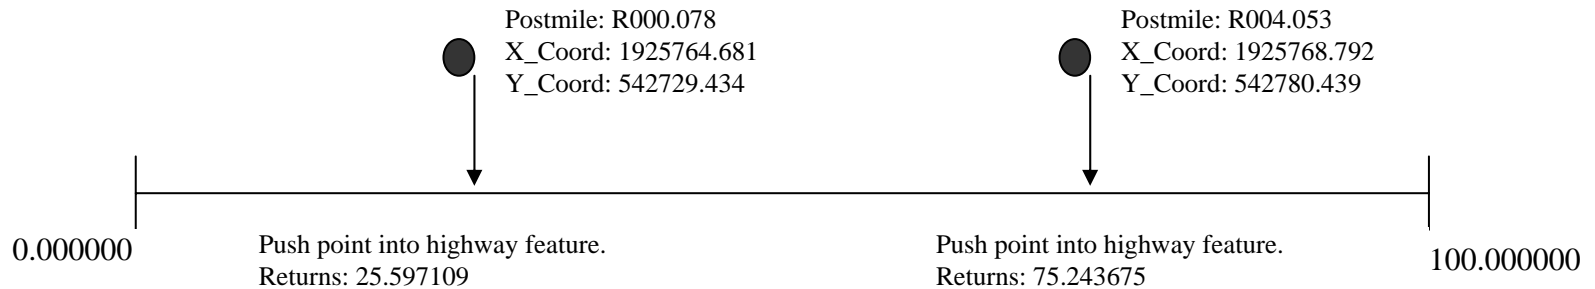 Postmile: R000.078
X_Coord: 1925764.681
Y_Coord: 542729.434
Postmile: R004.053
X_Coord: 1925768.792
Y_Coord: 542780.439
0.000000
Push point into highway feature.
Returns: 25.597109
Push point into highway feature.
Returns: 75.243675
100.000000